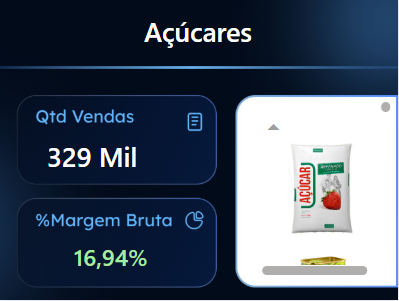 Açúcares
Qtd Vendas
329 Mil
%Margem Bruta
16,94%
AÇÚCAR